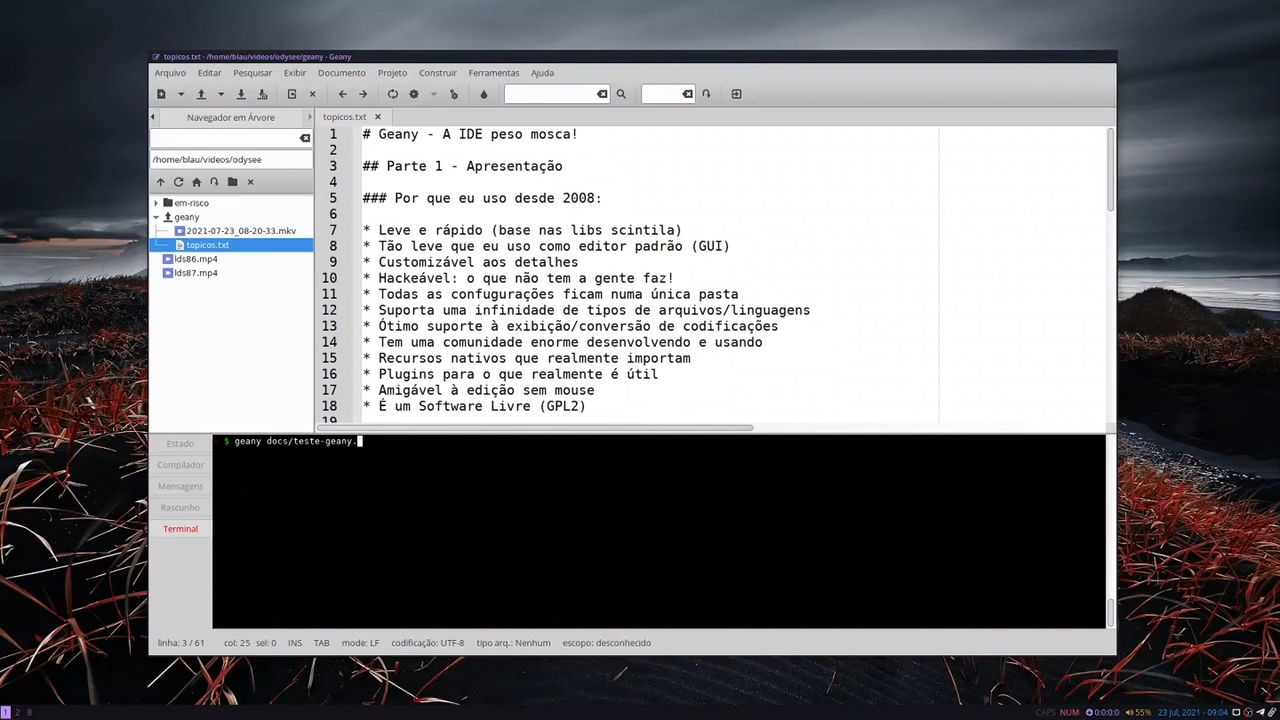 topicos.txt - /home/blau/videos/odysee/geany - Geany
Arquivo Editar Pesquisar Exibir Documento Projeto Construir Ferramentas Ajuda
Navegador em Árvore
/home/blau/videos/odysee
em-risco
geany
2021-07-23_08-20-33.mkv
topicos.txt
lds86.mp4
lds87.mp4
topicos.txt
1 # Geany - A IDE peso mosca!
2
3 ## Parte 1 - Apresentação
4
5 ### Por que eu uso desde 2008:
6
7 * Leve e rápido (base nas libs scintila)
8 * Tão leve que eu uso como editor padrão (GUI)
9 * Customizável aos detalhes
10 * Hackeável: o que não tem a gente faz!
11 * Todas as confugurações ficam numa única pasta
12 * Suporta uma infinidade de tipos de arquivos/linguagens
13 * Ótimo suporte à exibição/conversão de codificações
14 * Tem uma comunidade enorme desenvolvendo e usando
15 * Recursos nativos que realmente importam
16 * Plugins para o que realmente é útil
17 * Amigável à edição sem mouse
18 * É um Software Livre (GPL2)
19
Estado
Compilador
Mensagens
Rascunho
Terminal
~ $ geany docs/teste-geany.
linha: 3 / 61 col: 25 sel: 0 INS TAB mode: LF codificação: UTF-8 tipo arq.: Nenhum escopo: desconhecido
1 2 8 CAPS NUM 0:0:0:0 55% 23 jul, 2021 - 09:04